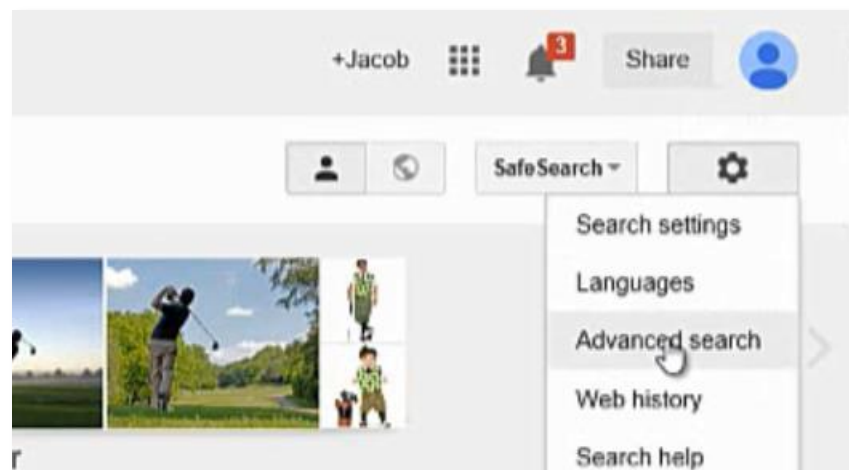 +Jacob 3 Share
SafeSearch
Search settings
Languages
Advanced search
Web history
r
Search help